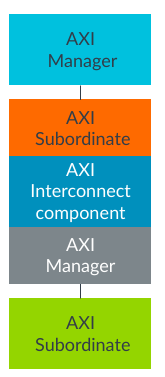 AXI
Manager
AXI
Subordinate
AXI
Interconnect
component
AXI
Manager
AXI
Subordinate